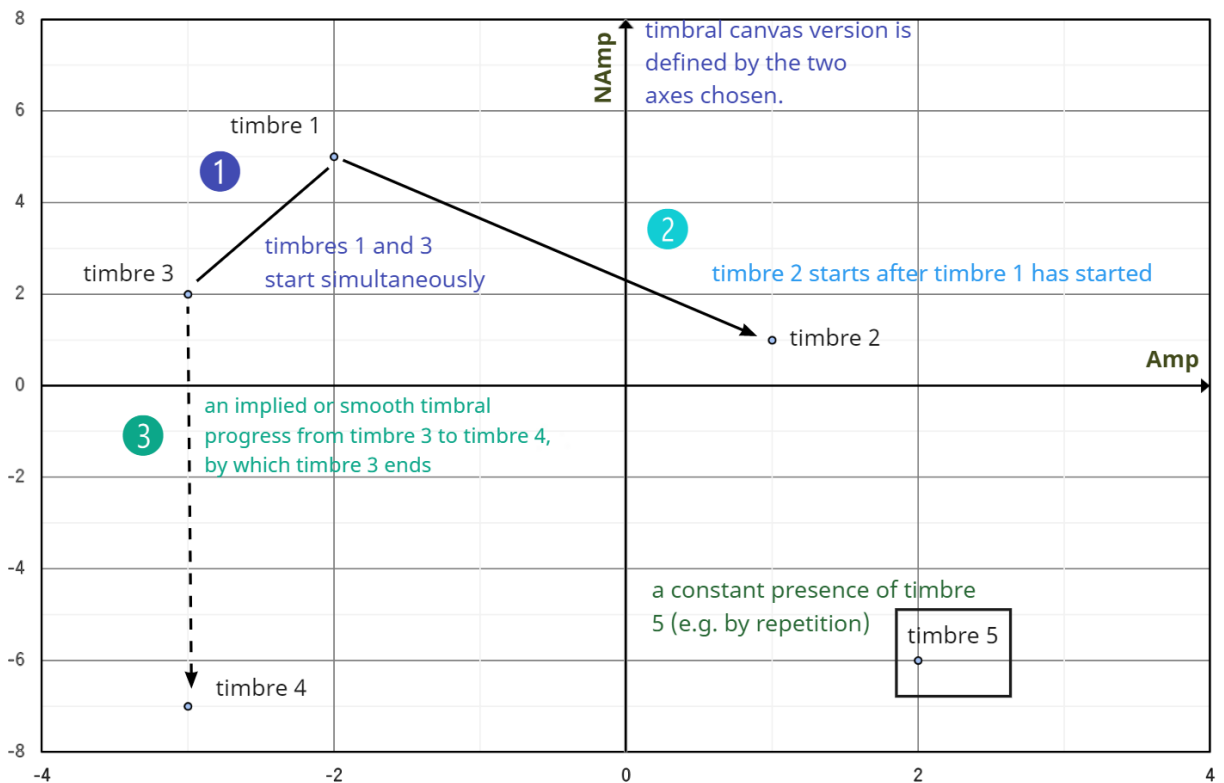 8
NAmp
timbral canvas version is
defined by the two
axes chosen.
6
timbre 1
1
4
2
timbres 1 and 3
start simultaneously
timbre 3
timbre 2 starts after timbre 1 has started
2
timbre 2
Amp
0
an implied or smooth timbral
progress from timbre 3 to timbre 4,
by which timbre 3 ends
3
-2
-4
a constant presence of timbre
5 (e.g. by repetition)
timbre 5
-6
timbre 4
-8
-4 -2 0 2 4